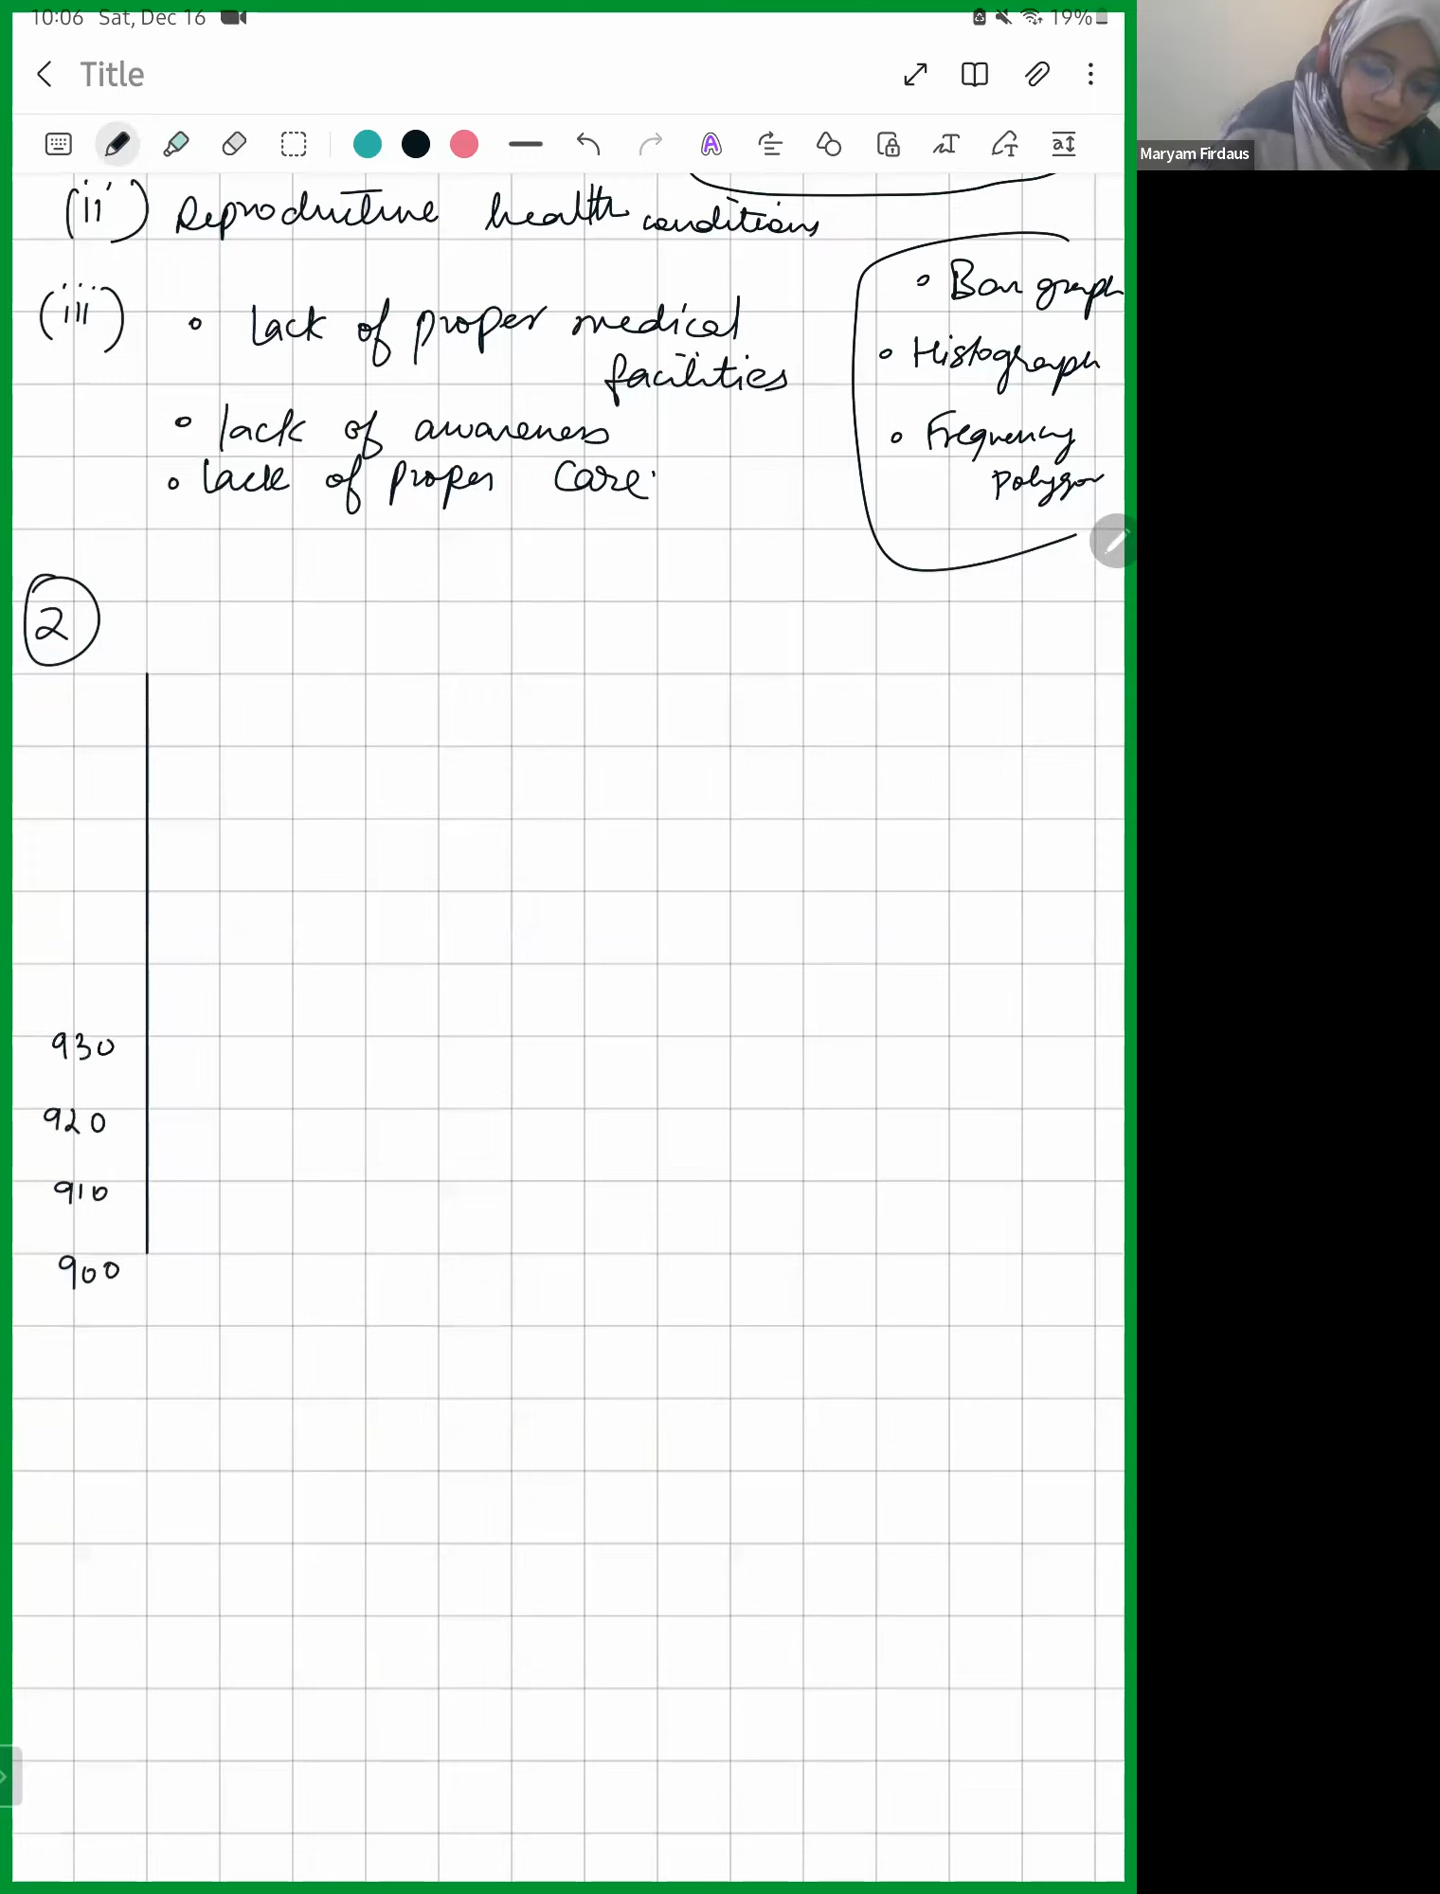 10:06 Sat, Dec 16
19%
Title
Maryam Firdaus
(ii) Reproductive health conditions
(iii) • Lack of proper medical
facilities
• lack of awareness
• Lack of proper care.
• Bar graph
• Histograph
• Frequency
polygon
2
930
920
910
900